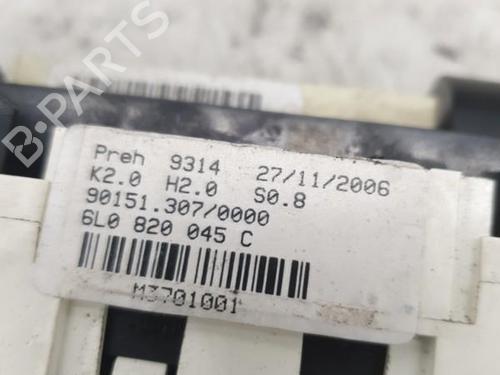 Preh 9314 27/11/2006
K2.0 H2.0 S0.8
90151.307/0000
6L0 820 045 C
M3701001
B-PARTS